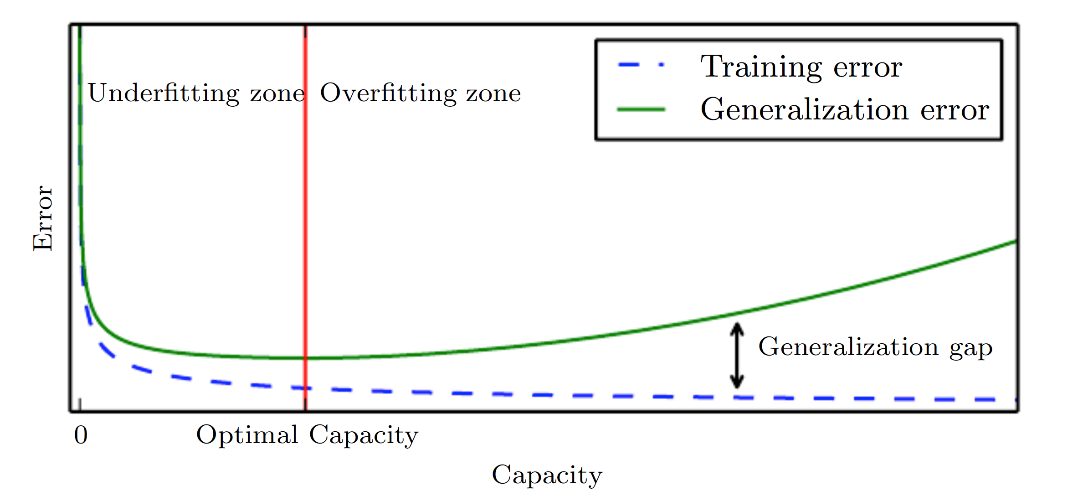 Training error
Underfitting zone Overfitting zone
Generalization error
Error
Generalization gap
0
Optimal Capacity
Capacity